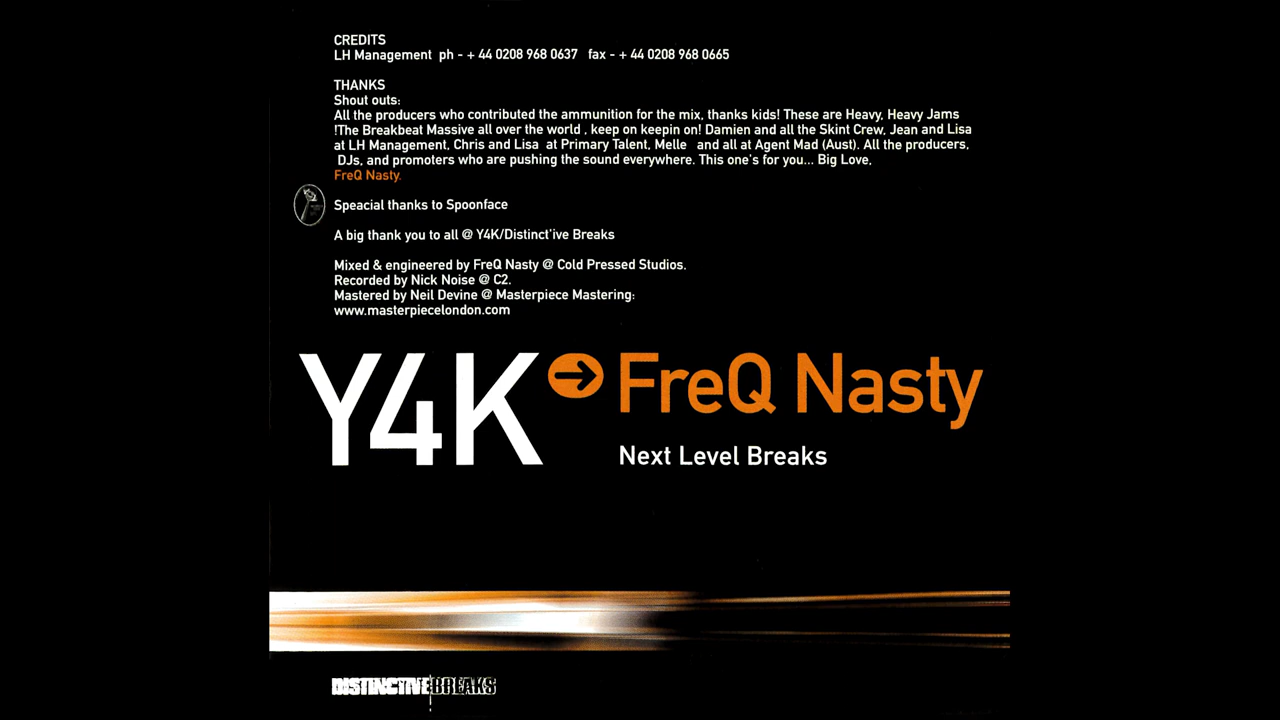 CREDITS
LH Management ph - + 44 0208 968 0637 fax - + 44 0208 968 0665
THANKS
Shout outs:
All the producers who contributed the ammunition for the mix, thanks kids! These are Heavy, Heavy Jams
!The Breakbeat Massive all over the world , keep on keepin on! Damien and all the Skint Crew, Jean and Lisa
at LH Management, Chris and Lisa at Primary Talent, Melle and all at Agent Mad (Aust). All the producers,
DJs, and promoters who are pushing the sound everywhere. This one's for you... Big Love,
FreQ Nasty.
Speacial thanks to Spoonface
A big thank you to all @ Y4K/Distinct'ive Breaks
Mixed & engineered by FreQ Nasty @ Cold Pressed Studios.
Recorded by Nick Noise @ C2.
Mastered by Neil Devine @ Masterpiece Mastering:
www.masterpiecelondon.com
Y4K FreQ Nasty
Next Level Breaks
DISTINCTIVE BREAKS